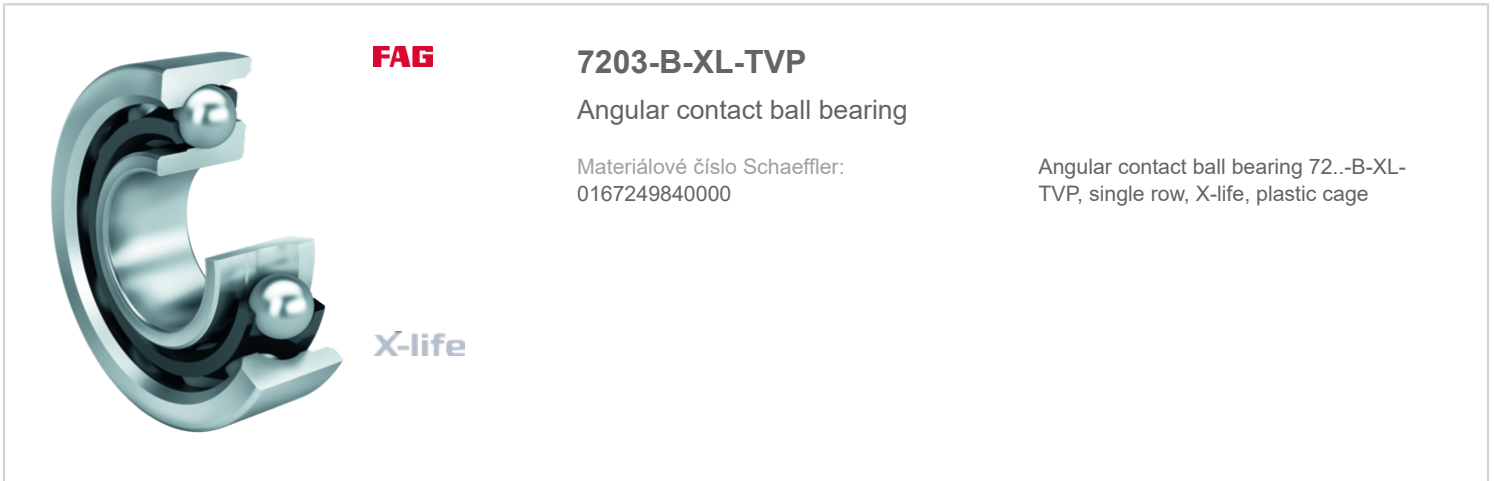 FAG
7203-B-XL-TVP
Angular contact ball bearing
Materiálové číslo Schaeffler:
0167249840000
Angular contact ball bearing 72..-B-XL-
TVP, single row, X-life, plastic cage
X-life